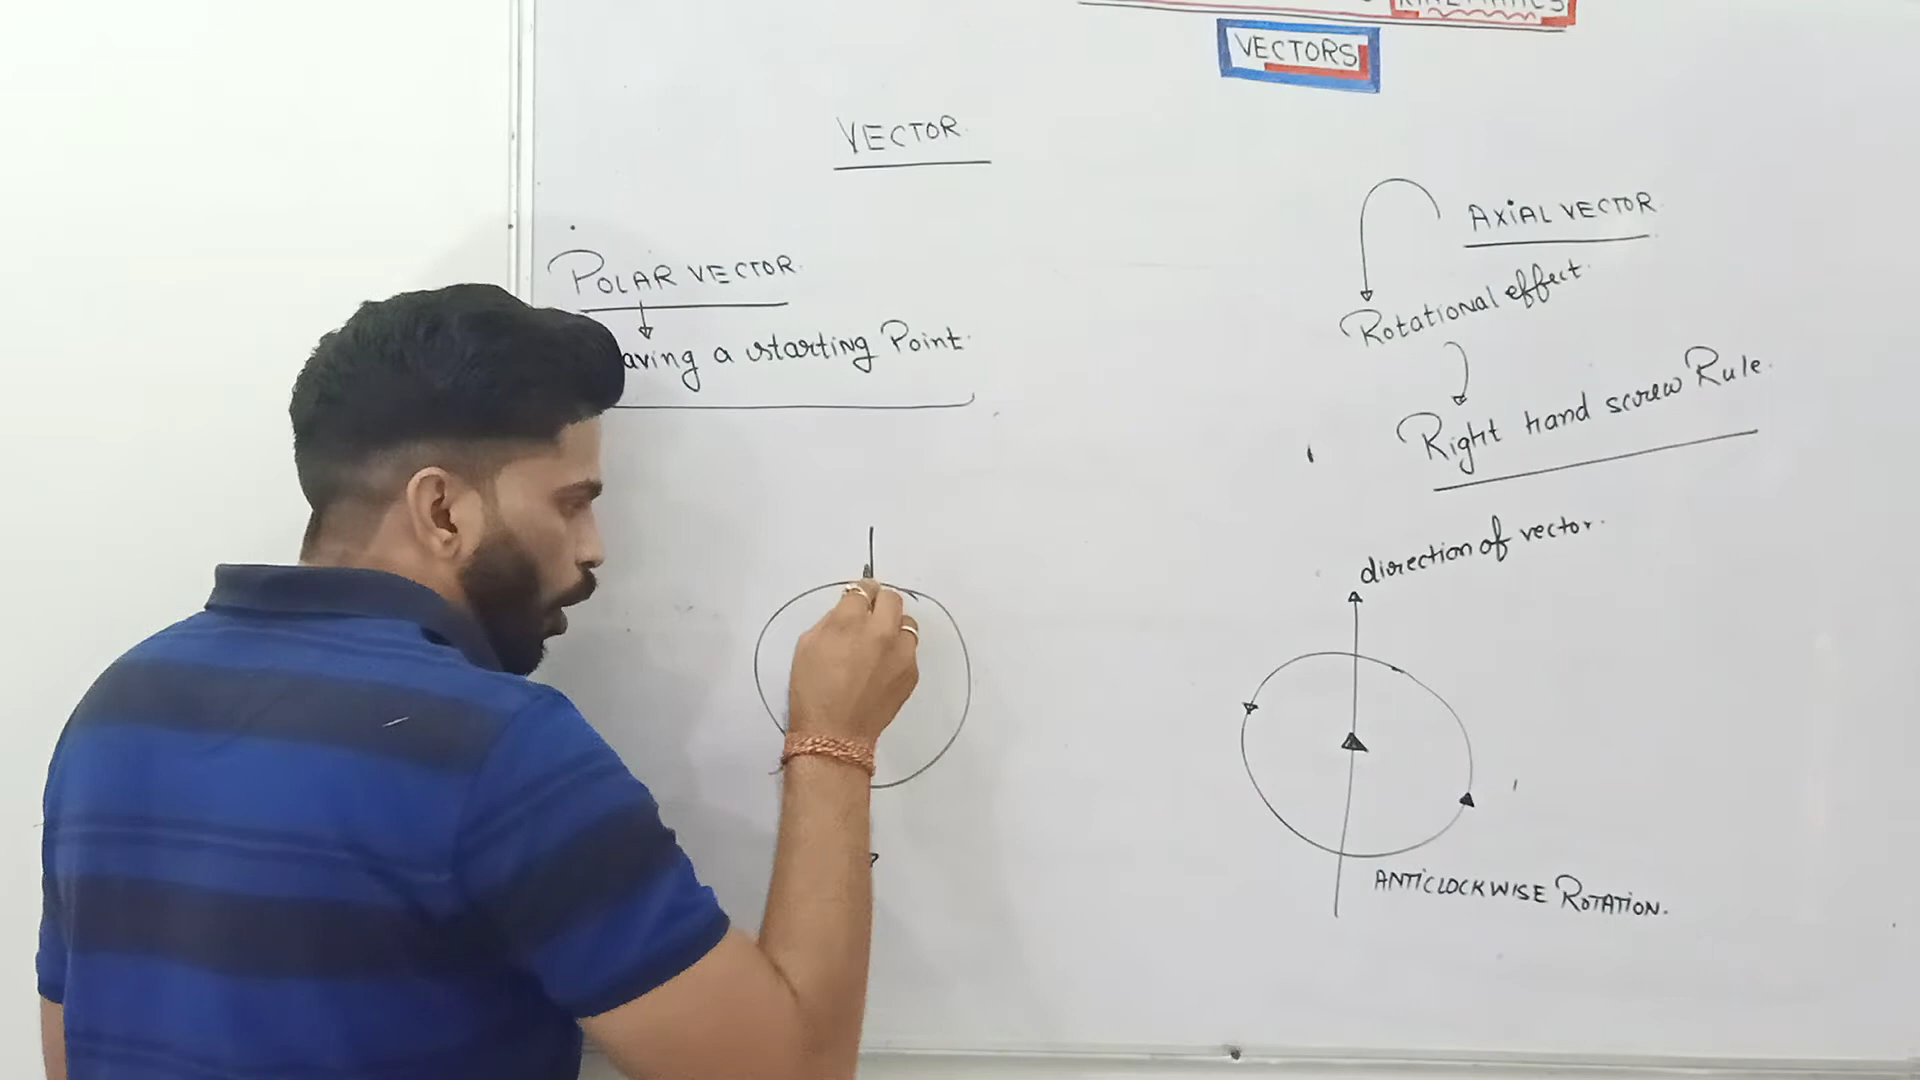 VECTORS
VECTOR.
POLAR VECTOR.
aving a starting Point.
AXIAL VECTOR.
Rotational effect.
Right hand screw Rule.
direction of vector.
ANTICLOCKWISE ROTATION.